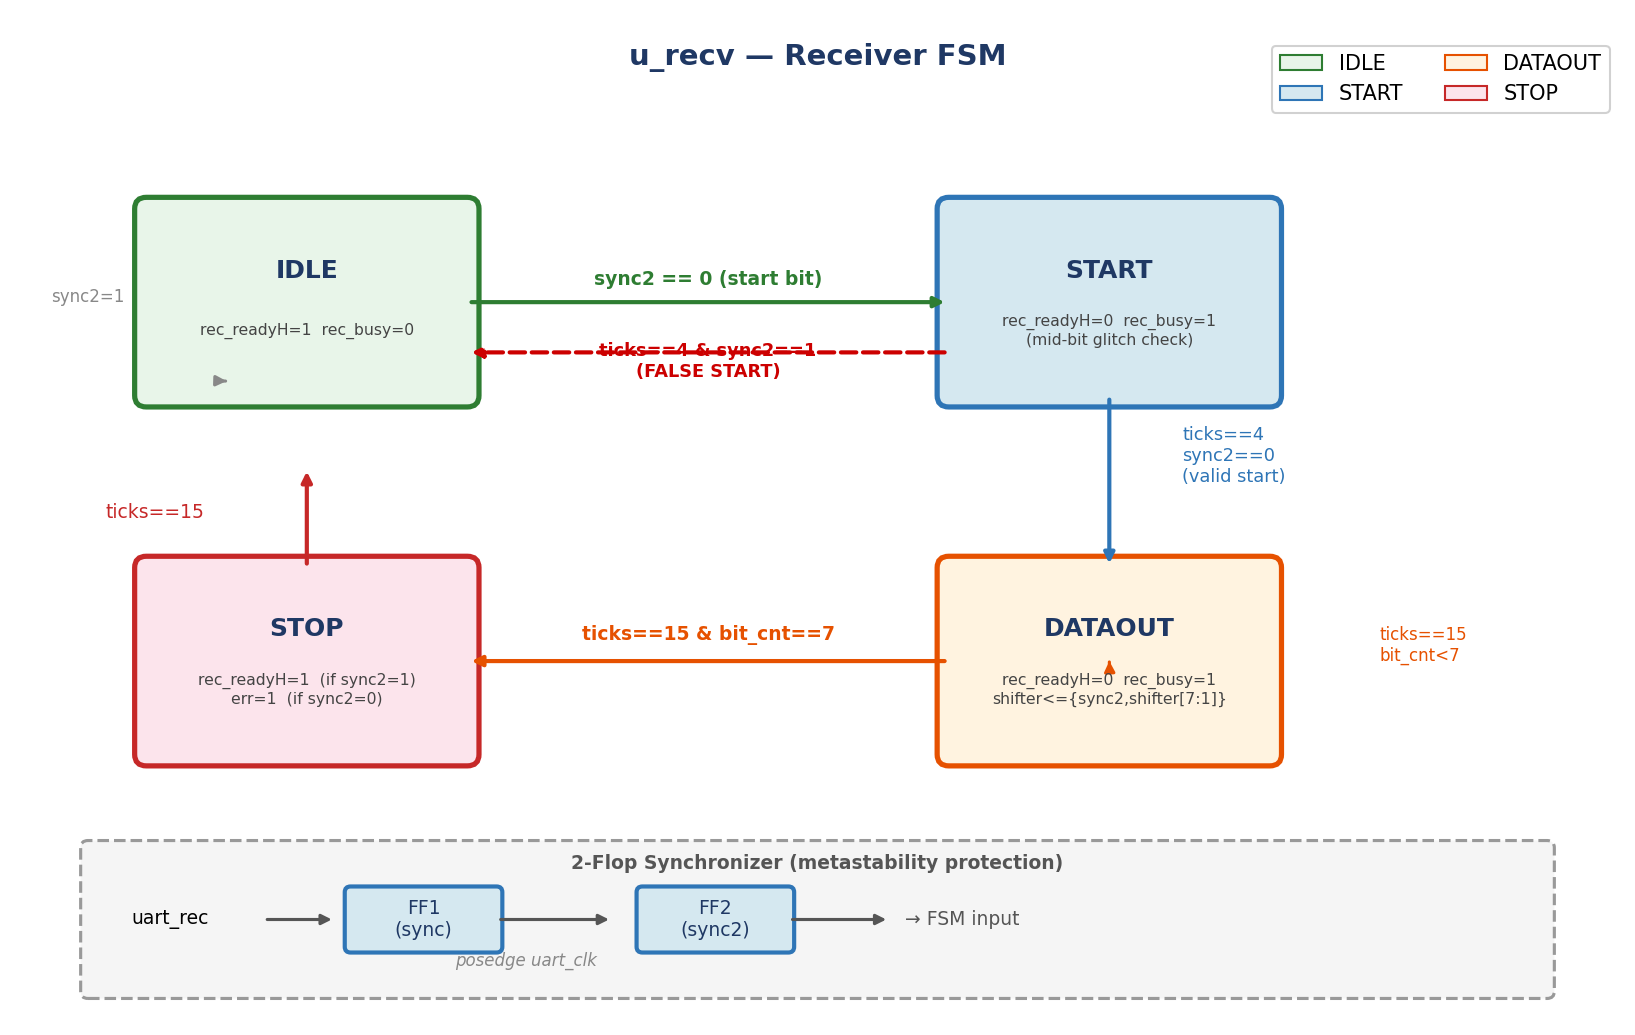 u_recv — Receiver FSM
IDLE
DATAOUT
START
STOP
IDLE
rec_readyH=1  rec_busy=0
sync2=1
sync2 == 0 (start bit)
ticks==4 & sync2==1
(FALSE START)
START
rec_readyH=0  rec_busy=1
(mid-bit glitch check)
ticks==4
sync2==0
(valid start)
ticks==15
STOP
rec_readyH=1  (if sync2=1)
err=1  (if sync2=0)
ticks==15 & bit_cnt==7
DATAOUT
rec_readyH=0  rec_busy=1
shifter<={sync2,shifter[7:1]}
ticks==15
bit_cnt<7
2-Flop Synchronizer (metastability protection)
uart_rec
FF1
(sync)
FF2
(sync2)
→ FSM input
posedge uart_clk